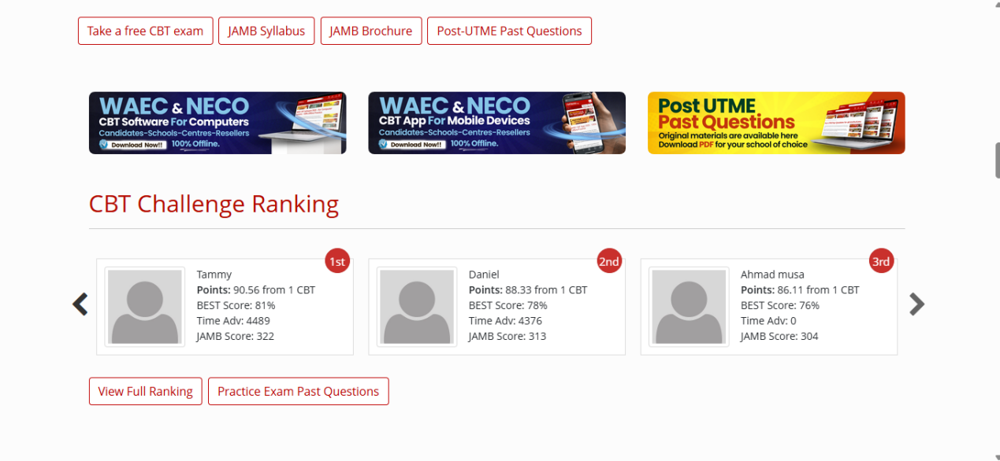 Take a free CBT exam
JAMB Syllabus
JAMB Brochure
Post-UTME Past Questions
WAEC & NECO
CBT Software For Computers
Candidates-Schools-Centres-Resellers
Download Now!! 100% Offline.
WAEC & NECO
CBT App For Mobile Devices
Candidates-Schools-Centres-Resellers
Download Now!! 100% Offline.
Post UTME
Past Questions
Original materials are available here
Download PDF for your school of choice
CBT Challenge Ranking
1st
Tammy
Points: 90.56 from 1 CBT
BEST Score: 81%
Time Adv: 4489
JAMB Score: 322
2nd
Daniel
Points: 88.33 from 1 CBT
BEST Score: 78%
Time Adv: 4376
JAMB Score: 313
3rd
Ahmad musa
Points: 86.11 from 1 CBT
BEST Score: 76%
Time Adv: 0
JAMB Score: 304
View Full Ranking
Practice Exam Past Questions